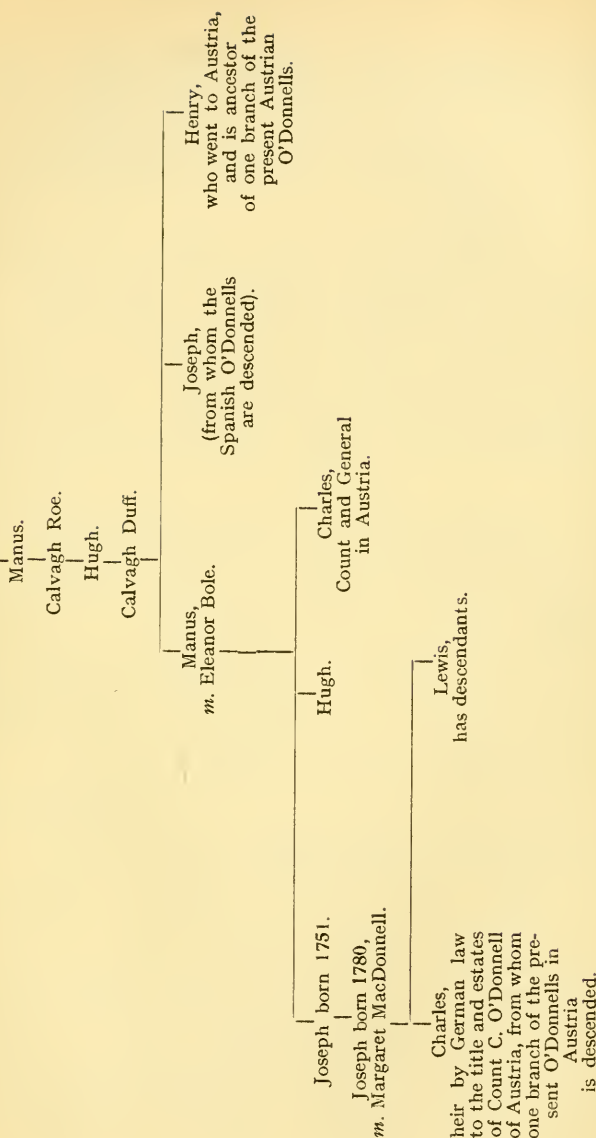 Manus.
Calvagh Roe.
Hugh.
Calvagh Duff.
Manus,
m. Eleanor Bole.
Joseph,
(from whom the
Spanish O'Donnells
are descended).
Henry,
who went to Austria,
and is ancestor
of one branch of the
present Austrian
O'Donnells.
Joseph born 1751.
Hugh.
Charles,
Count and General
in Austria.
Joseph born 1780,
m. Margaret MacDonnell.
Charles,
heir by German law
to the title and estates
of Count C. O'Donnell
of Austria, from whom
one branch of the pre-
sent O'Donnells in
Austria
is descended.
Lewis,
has descendants.